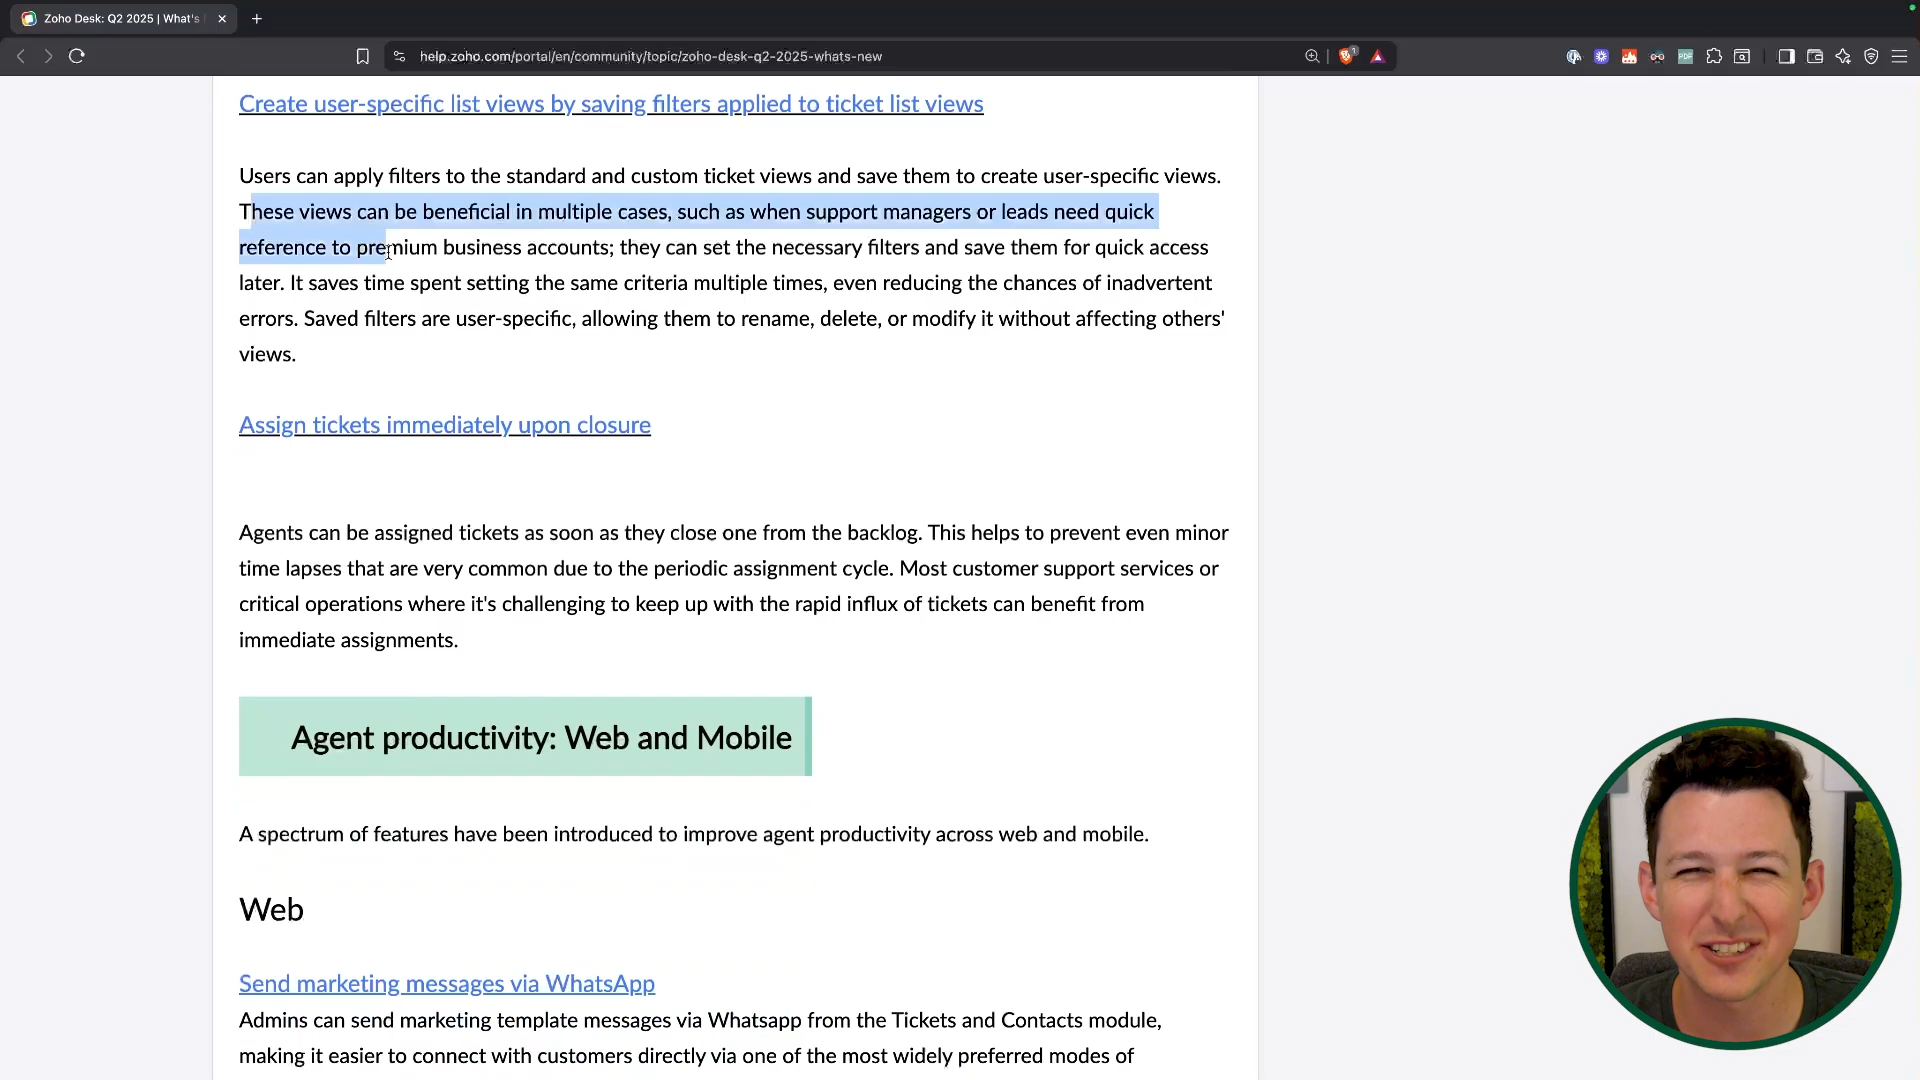 Zoho Desk: Q2 2025 | What's
help.zoho.com/portal/en/community/topic/zoho-desk-q2-2025-whats-new
1
PDF
Create user-specific list views by saving filters applied to ticket list views
Users can apply filters to the standard and custom ticket views and save them to create user-specific views.
These views can be beneficial in multiple cases, such as when support managers or leads need quick
reference to premium business accounts; they can set the necessary filters and save them for quick access
later. It saves time spent setting the same criteria multiple times, even reducing the chances of inadvertent
errors. Saved filters are user-specific, allowing them to rename, delete, or modify it without affecting others'
views.
Assign tickets immediately upon closure
Agents can be assigned tickets as soon as they close one from the backlog. This helps to prevent even minor
time lapses that are very common due to the periodic assignment cycle. Most customer support services or
critical operations where it's challenging to keep up with the rapid influx of tickets can benefit from
immediate assignments.
Agent productivity: Web and Mobile
A spectrum of features have been introduced to improve agent productivity across web and mobile.
Web
Send marketing messages via WhatsApp
Admins can send marketing template messages via Whatsapp from the Tickets and Contacts module,
making it easier to connect with customers directly via one of the most widely preferred modes of